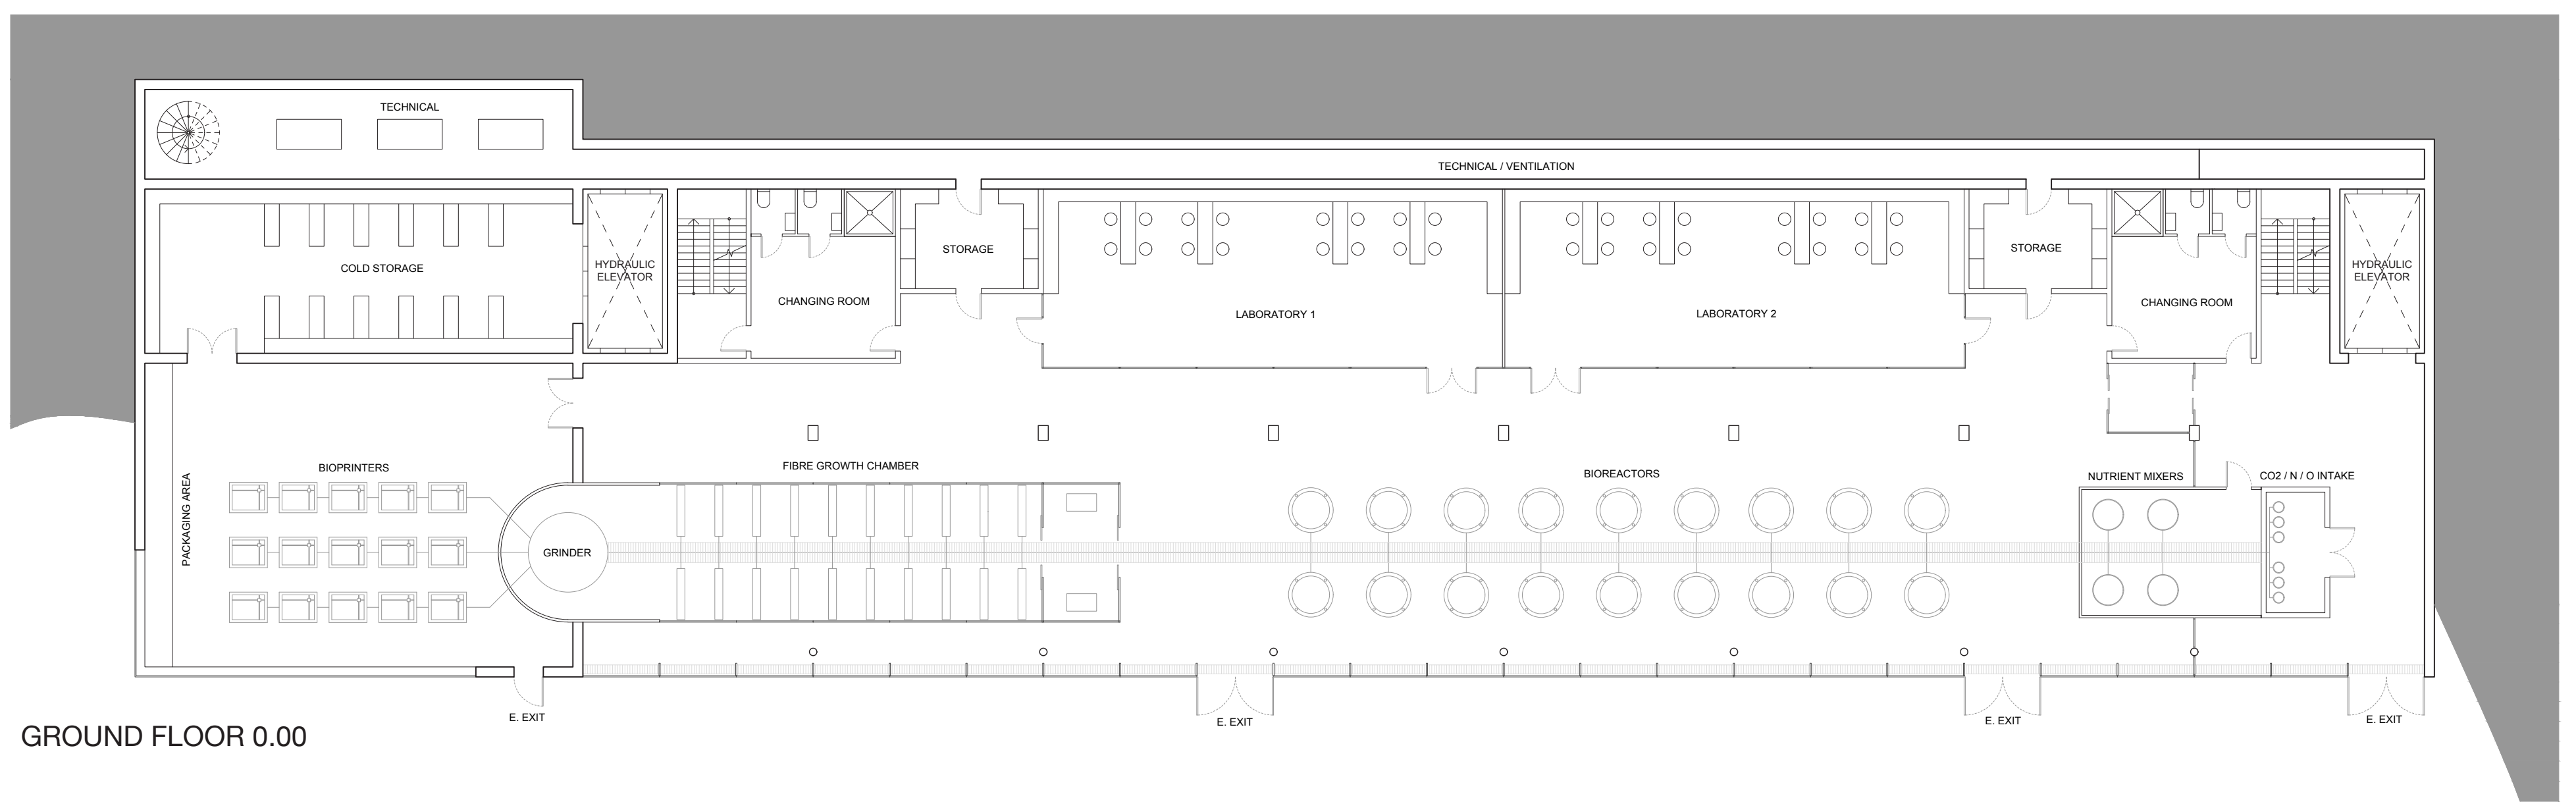 TECHNICAL
TECHNICAL / VENTILATION
COLD STORAGE
HYDRAULIC
ELEVATOR
CHANGING ROOM
STORAGE
LABORATORY 1
LABORATORY 2
STORAGE
CHANGING ROOM
HYDRAULIC
ELEVATOR
PACKAGING AREA
BIOPRINTERS
GRINDER
FIBRE GROWTH CHAMBER
BIOREACTORS
NUTRIENT MIXERS
CO2 / N / O INTAKE
E. EXIT
E. EXIT
E. EXIT
E. EXIT
GROUND FLOOR 0.00